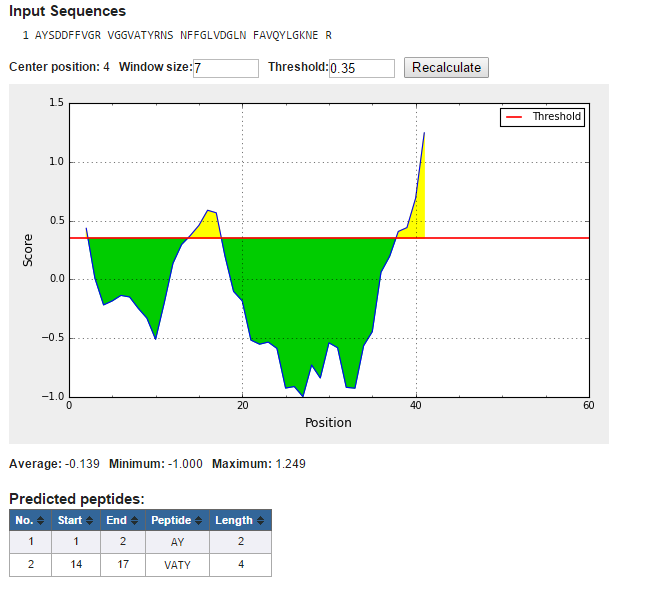 Input Sequences
1 AYSDDFFVGR VGGVATYRNS NFFGLVDGLN FAVQYLGKNE R
Center position: 4 Window size: 7 Threshold: 0.35 Recalculate
1.5
Threshold
1.0
0.5
0.0
−0.5
−1.0
Score
0 20 40 60
Position
Average: -0.139 Minimum: -1.000 Maximum: 1.249
Predicted peptides:
No. Start End Peptide Length
1 1 2 AY 2
2 14 17 VATY 4